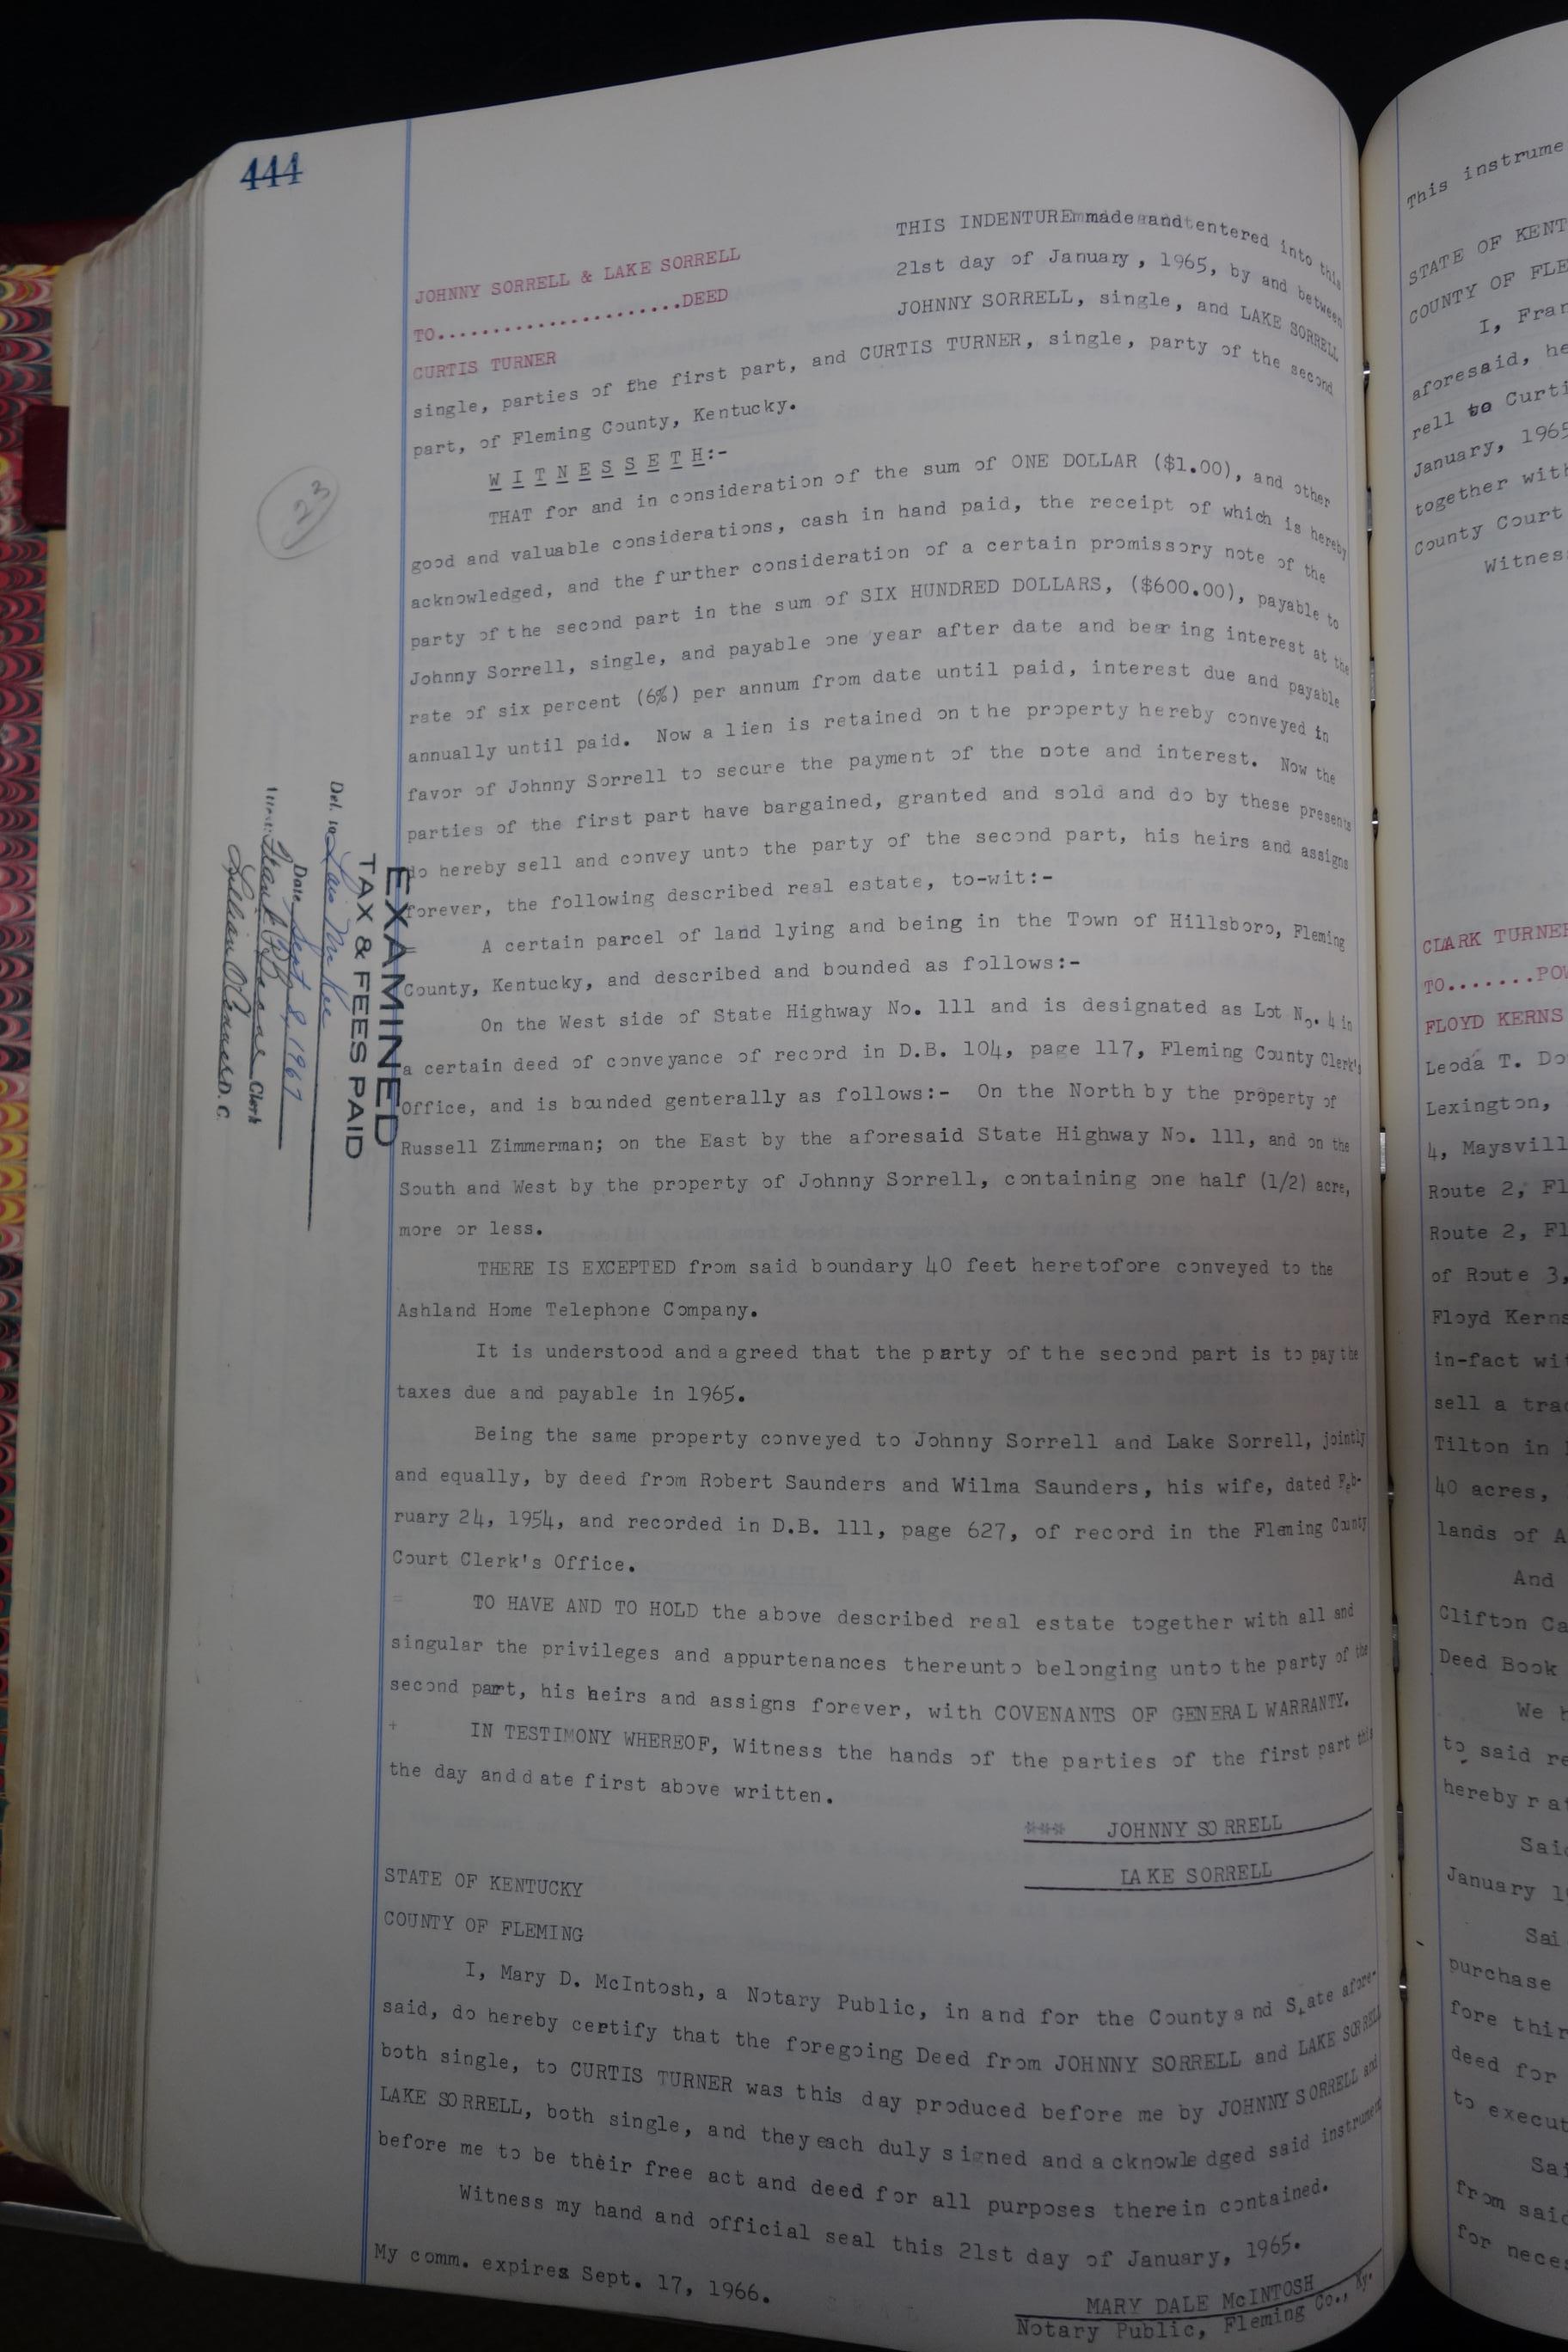 444
JOHNNY SORRELL & LAKE SORRELL
TO......................DEED
CURTIS TURNER
THIS INDENTURE made and entered into this
21st day of January, 1965, by and between
JOHNNY SORRELL, single, and LAKE SORRELL
single, parties of the first part, and CURTIS TURNER, single, party of the second
part, of Fleming County, Kentucky.
W I T N E S S E T H:-
THAT for and in consideration of the sum of ONE DOLLAR ($1.00), and other
good and valuable considerations, cash in hand paid, the receipt of which is hereby
acknowledged, and the further consideration of a certain promissory note of the
party of the second part in the sum of SIX HUNDRED DOLLARS, ($600.00), payable to
Johnny Sorrell, single, and payable one year after date and bearing interest at the
rate of six percent (6%) per annum from date until paid, interest due and payable
annually until paid. Now a lien is retained on the property hereby conveyed in
favor of Johnny Sorrell to secure the payment of the note and interest. Now the
parties of the first part have bargained, granted and sold and do by these presents
do hereby sell and convey unto the party of the second part, his heirs and assigns
forever, the following described real estate, to-wit:-
A certain parcel of land lying and being in the Town of Hillsboro, Fleming
County, Kentucky, and described and bounded as follows:-
On the West side of State Highway No. 111 and is designated as Lot No. 4 in
a certain deed of conveyance of record in D.B. 104, page 117, Fleming County Clerk's
Office, and is bounded genterally as follows:- On the North by the property of
Russell Zimmerman; on the East by the aforesaid State Highway No. 111, and on the
South and West by the property of Johnny Sorrell, containing one half (1/2) acre,
more or less.
THERE IS EXCEPTED from said boundary 40 feet heretofore conveyed to the
Ashland Home Telephone Company.
It is understood and agreed that the party of the second part is to pay the
taxes due and payable in 1965.
Being the same property conveyed to Johnny Sorrell and Lake Sorrell, jointly
and equally, by deed from Robert Saunders and Wilma Saunders, his wife, dated Feb-
ruary 24, 1954, and recorded in D.B. 111, page 627, of record in the Fleming County
Court Clerk's Office.
TO HAVE AND TO HOLD the above described real estate together with all and
singular the privileges and appurtenances thereunto belonging unto the party of the
second part, his heirs and assigns forever, with COVENANTS OF GENERAL WARRANTY.
IN TESTIMONY WHEREOF, Witness the hands of the parties of the first part this
the day and date first above written.
*** JOHNNY SORRELL
LAKE SORRELL
STATE OF KENTUCKY
COUNTY OF FLEMING
I, Mary D. McIntosh, a Notary Public, in and for the County and State afore-
said, do hereby certify that the foregoing Deed from JOHNNY SORRELL and LAKE SORRELL
both single, to CURTIS TURNER was this day produced before me by JOHNNY SORRELL and
LAKE SORRELL, both single, and they each duly signed and acknowledged said instrument
before me to be their free act and deed for all purposes therein contained.
Witness my hand and official seal this 21st day of January, 1965.
My comm. expires Sept. 17, 1966.
MARY DALE McINTOSH
Notary Public, Fleming Co., Ky.
23
EXAMINED
TAX & FEES PAID
Del. to
Date Sept 8, 1967
Clerk
D. C.
This instrume
STATE OF KENT
COUNTY OF FLE
I, Fran
aforesaid, he
rell to Curti
January, 1965
together with
County Court
Witness
CLARK TURNER
TO.......POW
FLOYD KERNS
Leoda T. Do
Lexington,
4, Maysvill
Route 2, Fl
Route 2, Fl
of Route 3,
Floyd Kerns
in-fact wit
sell a trac
Tilton in
40 acres,
lands of A
And
Clifton Ca
Deed Book
We h
to said re
hereby rat
Said
January 1
Sai
purchase
fore thir
deed for
to execut
Sai
from said
for neces